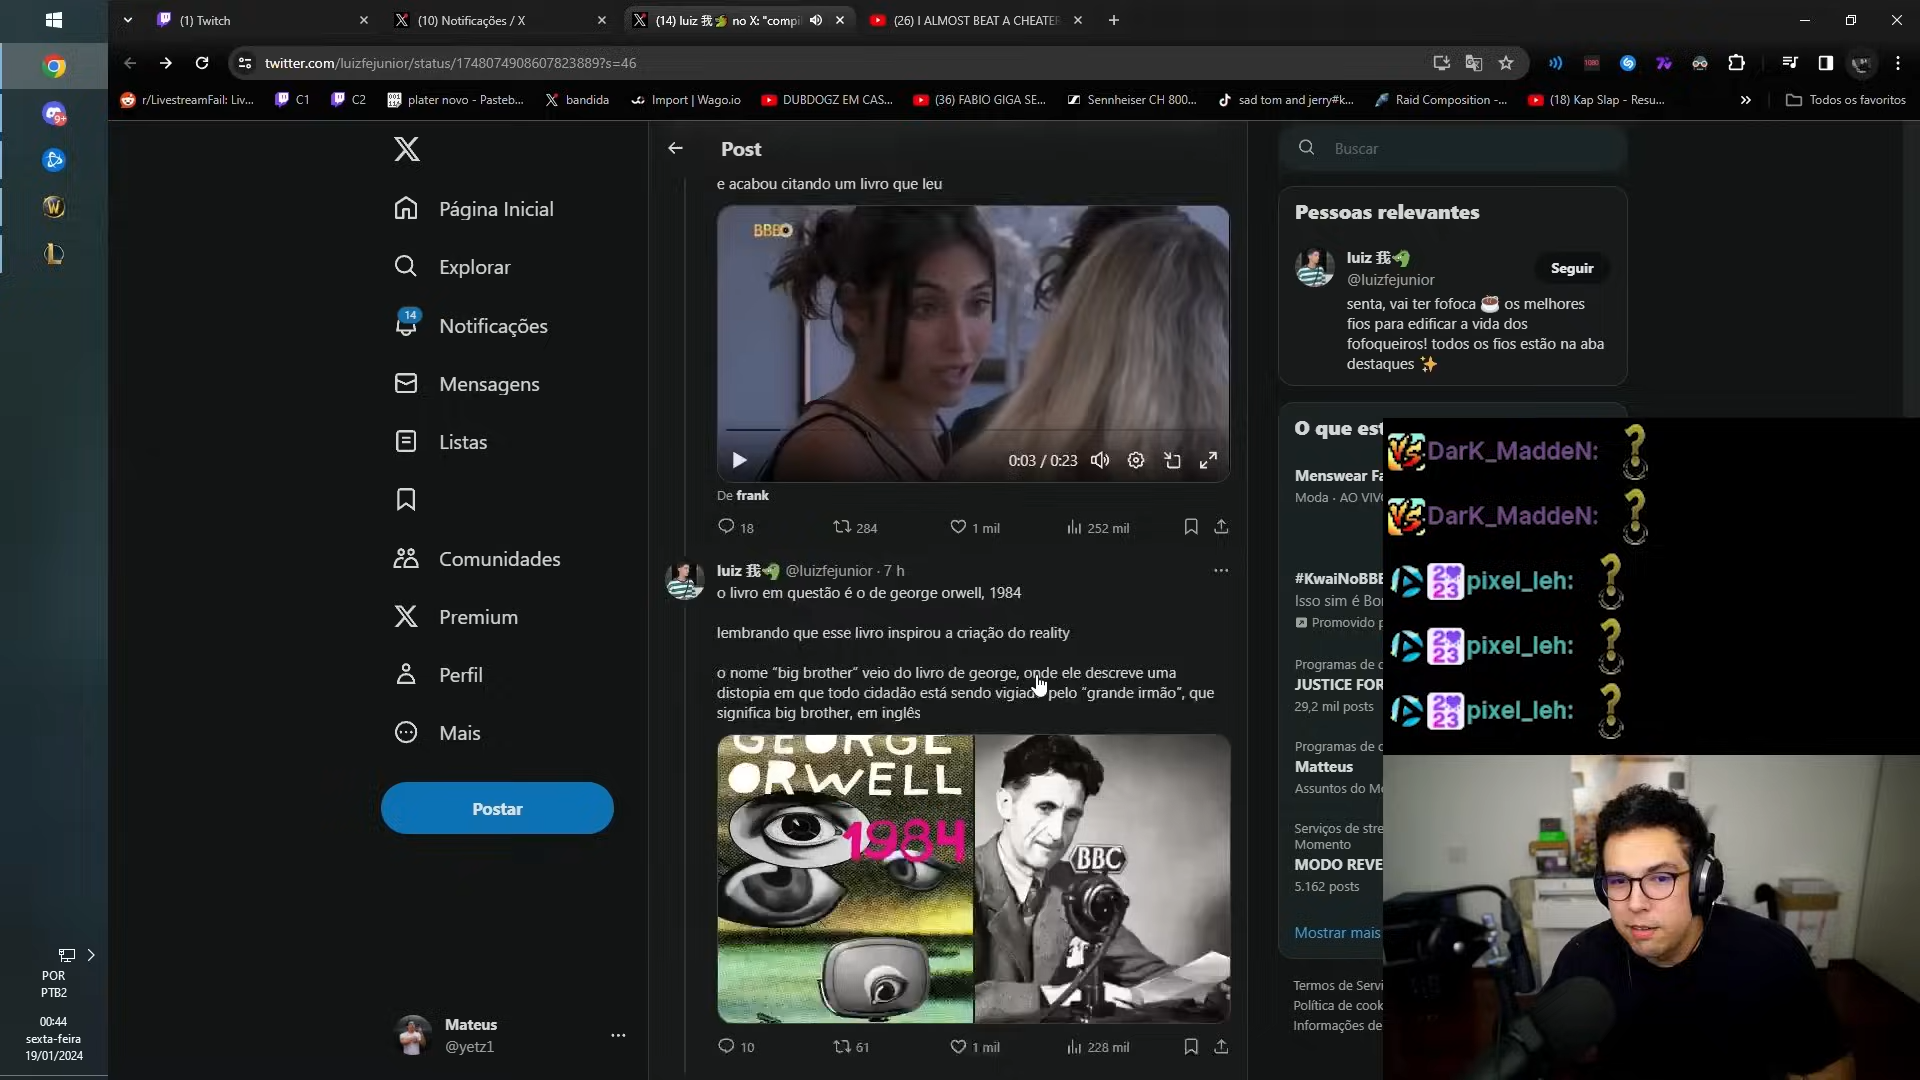 (1) Twitch
(10) Notificações / X
(14) luiz 我 no X: "compil
(26) I ALMOST BEAT A CHEATER
twitter.com/luizfejunior/status/1748074908607823889?s=46
r/LivestreamFail: Liv...
C1
C2
plater novo - Pasteb...
bandida
Import | Wago.io
DUBDOGZ EM CAS...
(36) FABIO GIGA SE...
Sennheiser CH 800...
sad tom and jerry#k...
Raid Composition -...
(18) Kap Slap - Resu...
Todos os favoritos
9+
Página Inicial
Explorar
14
Notificações
Mensagens
Listas
Comunidades
Premium
Perfil
Mais
Postar
Mateus
@yetz1
POR
PTB2
00:44
sexta-feira
19/01/2024
Post
e acabou citando um livro que leu
BBB
0:03 / 0:23
De frank
18
284
1 mil
252 mil
luiz 我 @luizfejunior · 7 h
o livro em questão é o de george orwell, 1984
lembrando que esse livro inspirou a criação do reality
o nome “big brother” veio do livro de george, onde ele descreve uma
distopia em que todo cidadão está sendo vigiado pelo “grande irmão”, que
significa big brother, em inglês
GEORGE
ORWELL
1984
BBC
10
61
1 mil
228 mil
Buscar
Pessoas relevantes
luiz 我
@luizfejunior
Seguir
senta, vai ter fofoca os melhores
fios para edificar a vida dos
fofoqueiros! todos os fios estão na aba
destaques
O que est
Menswear Fa
Moda · AO VIV
#KwaiNoBBB
Isso sim é Bo
Promovido p
Programas de
JUSTICE FOR
29,2 mil posts
Programas de
Matteus
Assuntos do M
Serviços de stre
Momento
MODO REVE
5.162 posts
Mostrar mais
Termos de Servi
Política de cook
Informações de
DarK_MaddeN:
DarK_MaddeN:
2023 pixel_leh:
2023 pixel_leh:
2023 pixel_leh: